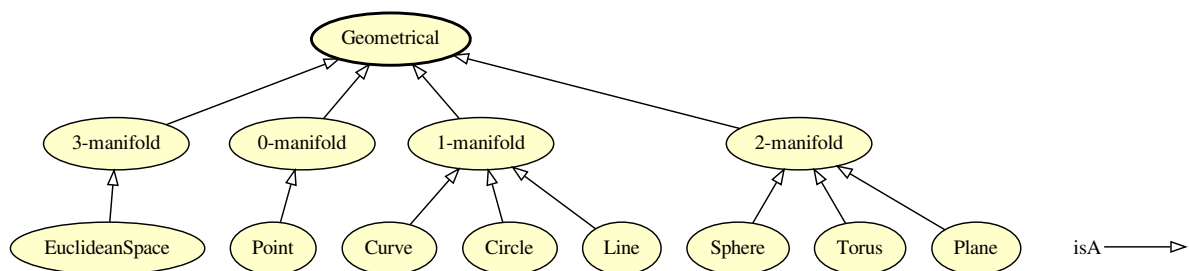 Geometrical
3-manifold 0-manifold 1-manifold 2-manifold
EuclideanSpace Point Curve Circle Line Sphere Torus Plane isA